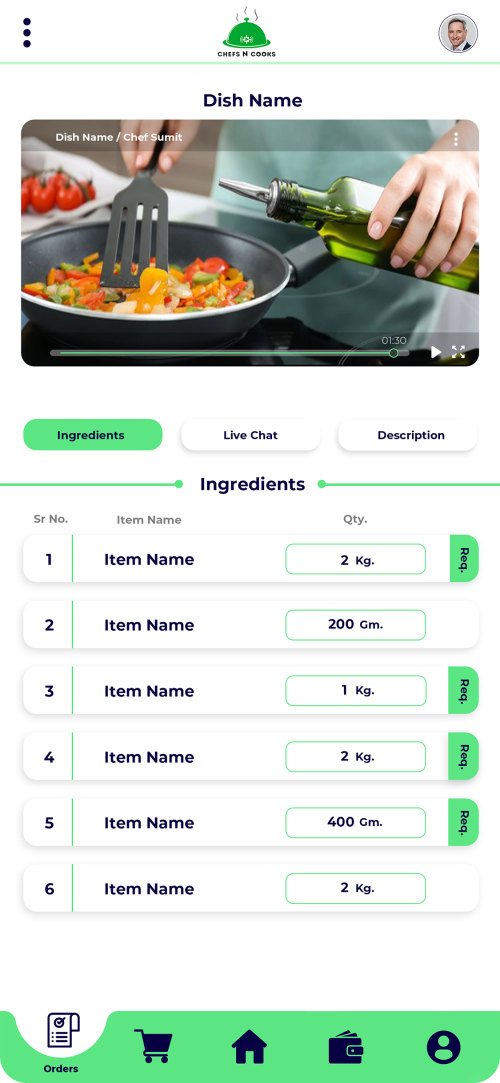 CHEFS N COOKS
Dish Name
Dish Name / Chef Sumit
01:30
Ingredients Live Chat Description
Ingredients
Sr No. Item Name Qty.
1 Item Name 2 Kg. Req.
2 Item Name 200 Gm.
3 Item Name 1 Kg. Req.
4 Item Name 2 Kg. Req.
5 Item Name 400 Gm. Req.
6 Item Name 2 Kg.
Orders